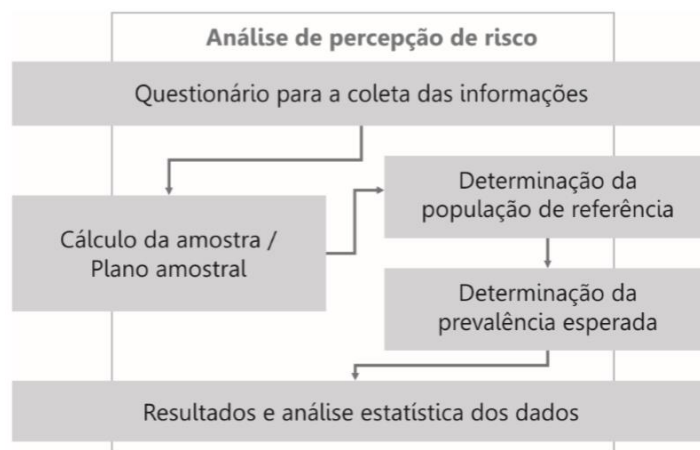 Análise de percepção de risco
Questionário para a coleta das informações
Cálculo da amostra /
Plano amostral
Determinação da
população de referência
Determinação da
prevalência esperada
Resultados e análise estatística dos dados